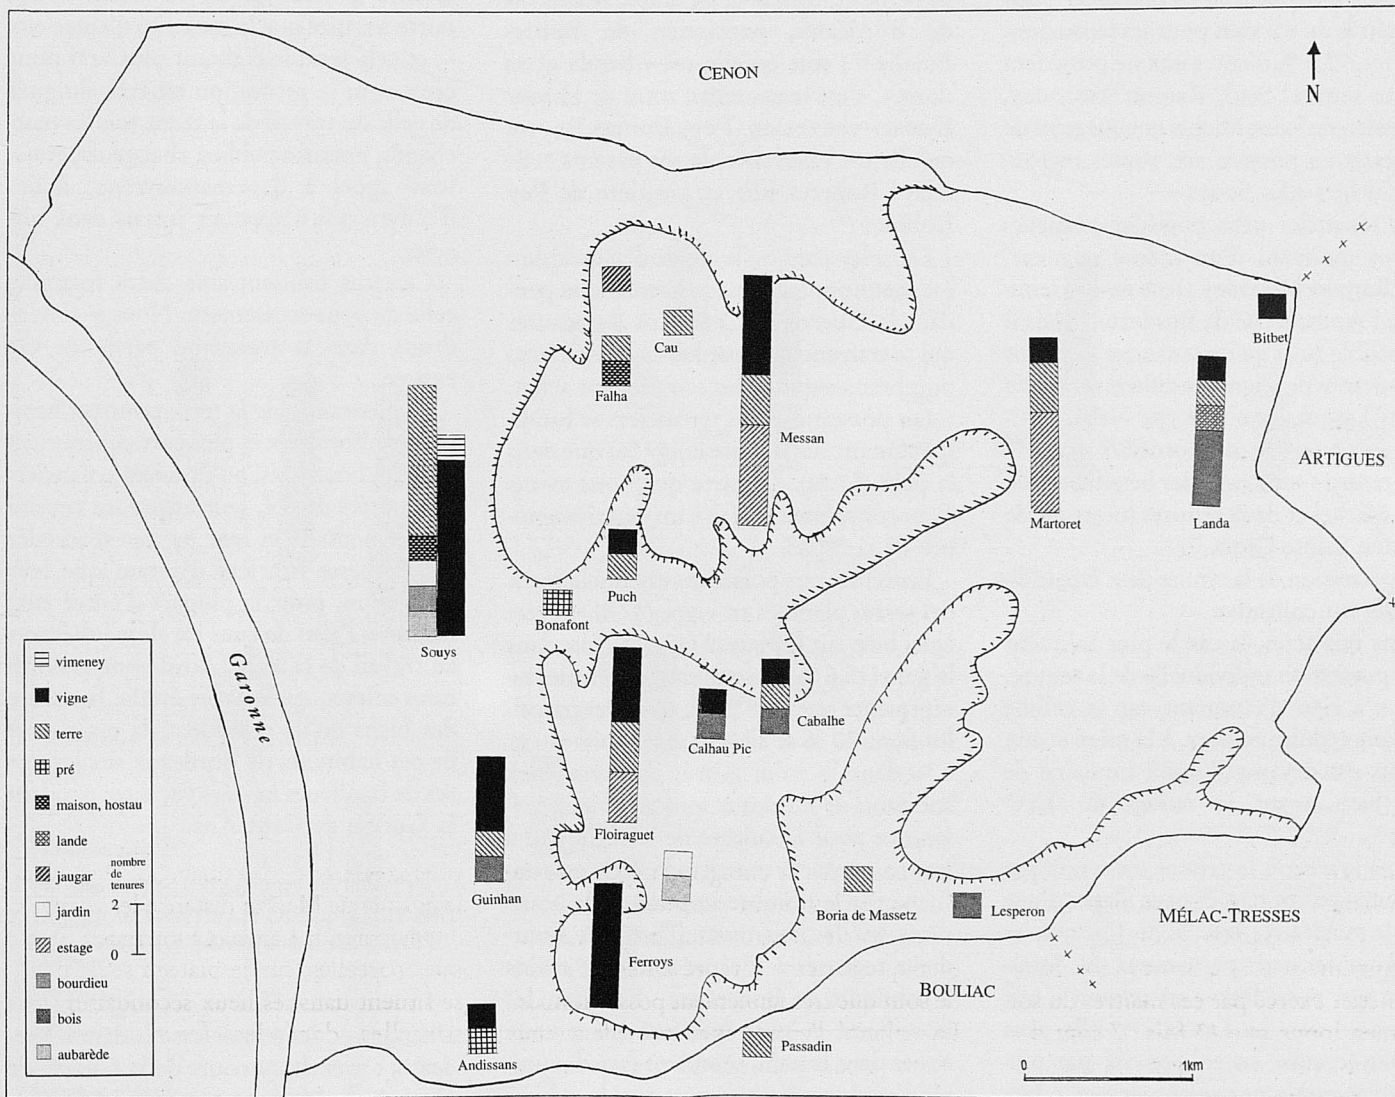 CENON
N
Bitbet
Cau
Falha
Messan
ARTIGUES
Martoret
Landa
Puch
Bonafont
Souys
Garonne
Cabalhe
Calhau Pic
Floiraguet
Guinhan
Boria de Massetz
Lesperon
MÉLAC-TRESSES
Ferroys
BOULIAC
Passadin
Andissans
vimeney
vigne
terre
pré
maison, hostau
lande
jaugar
jardin
estage
bourdieu
bois
aubarède
nombre
de
tenures
2
0
0 1km